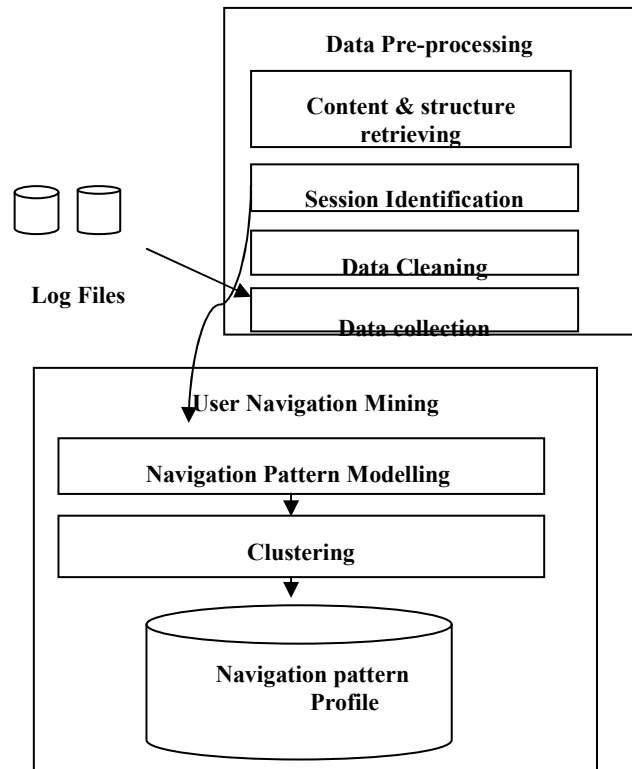 Data Pre-processing
Content & structure
retrieving
Session Identification
Data Cleaning
Log Files
Data collection
User Navigation Mining
Navigation Pattern Modelling
Clustering
Navigation pattern
Profile